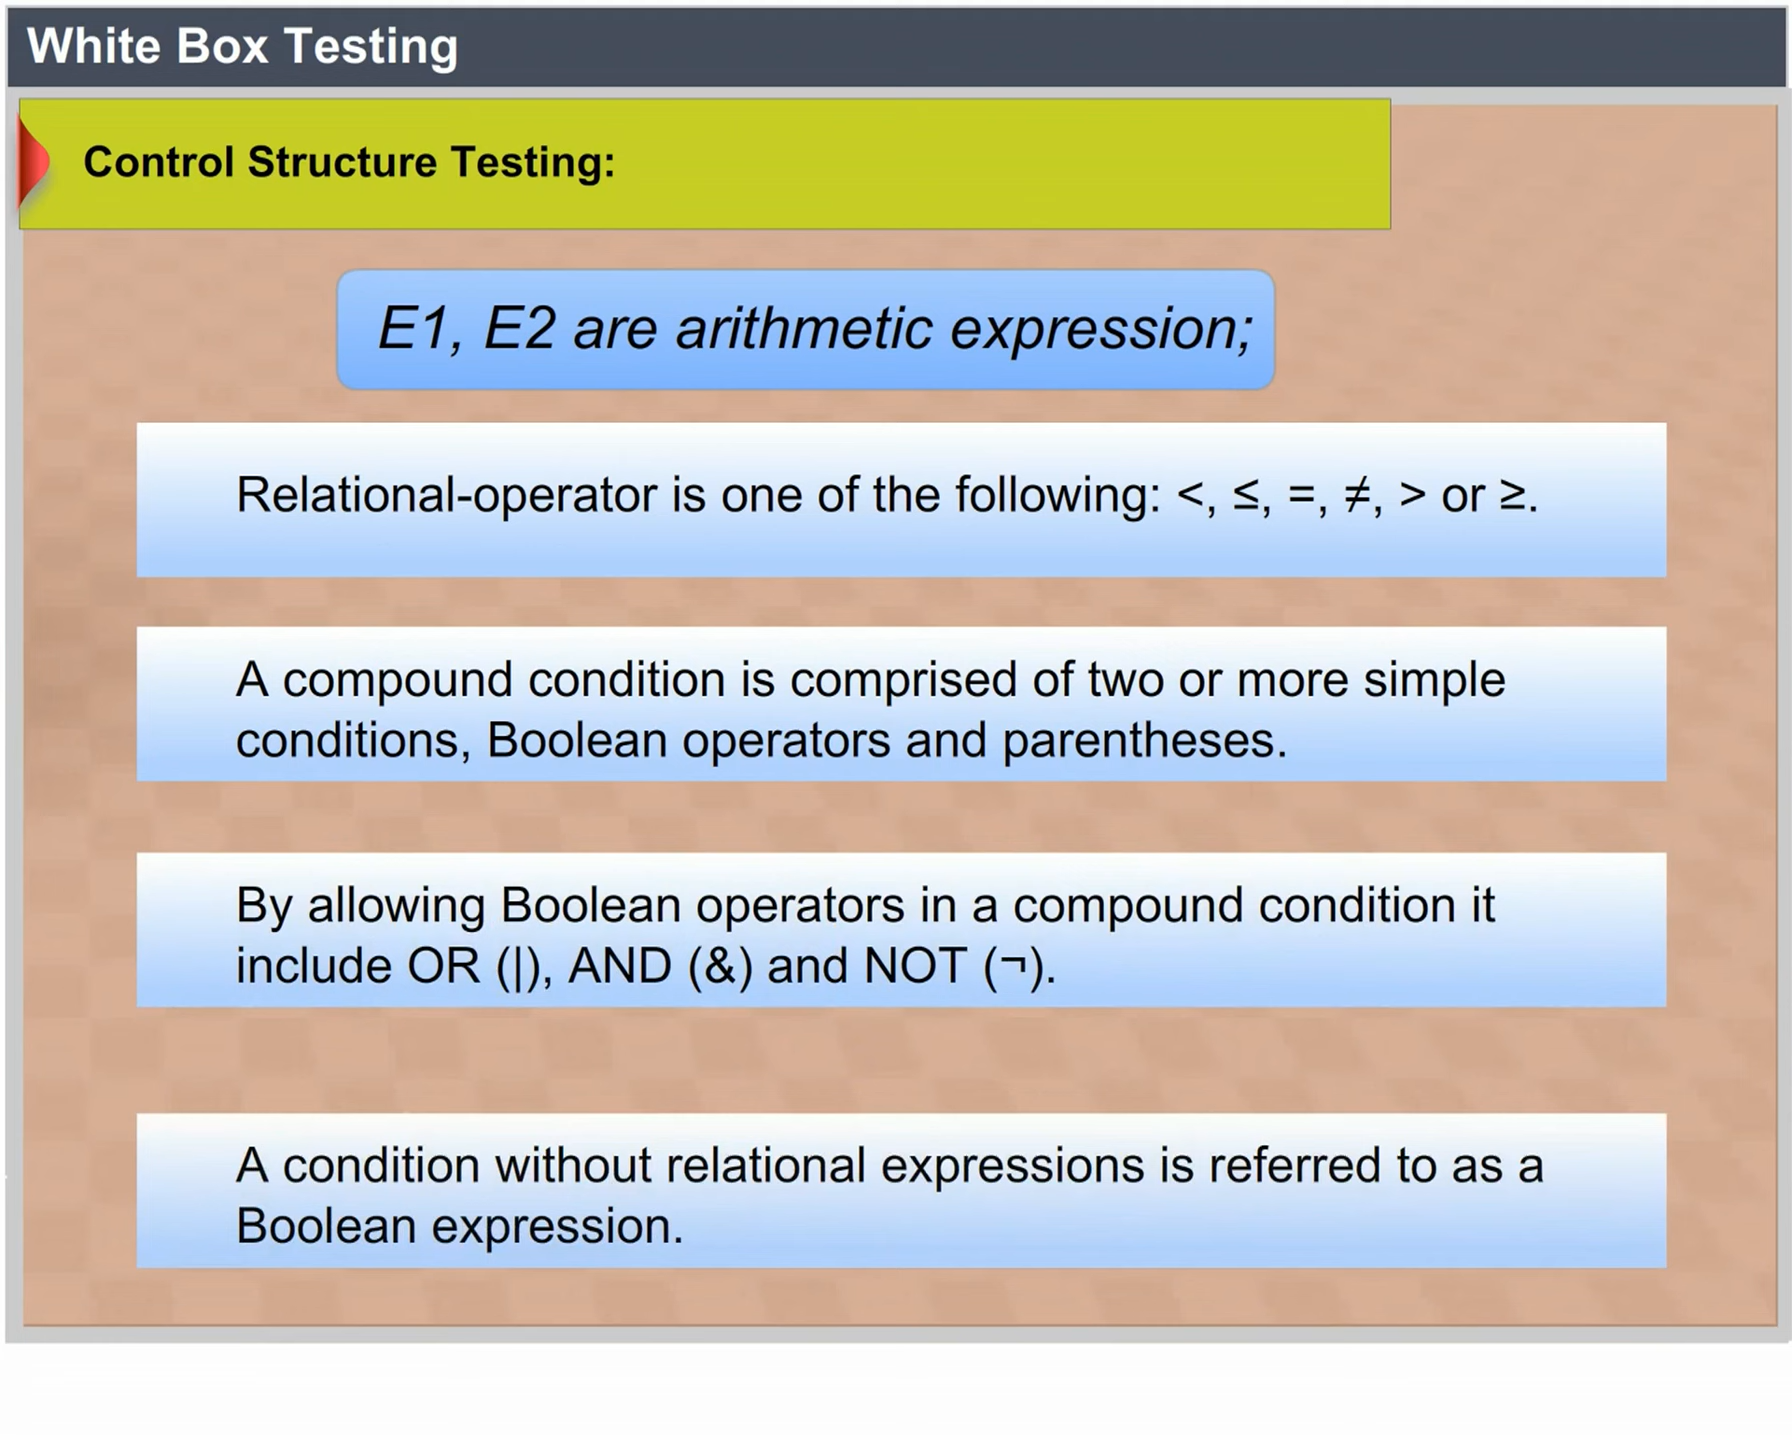 White Box Testing
Control Structure Testing:
E1, E2 are arithmetic expression;
Relational-operator is one of the following: <, ≤, =, ≠, > or ≥.
A compound condition is comprised of two or more simple
conditions, Boolean operators and parentheses.
By allowing Boolean operators in a compound condition it
include OR (|), AND (&) and NOT (¬).
A condition without relational expressions is referred to as a
Boolean expression.